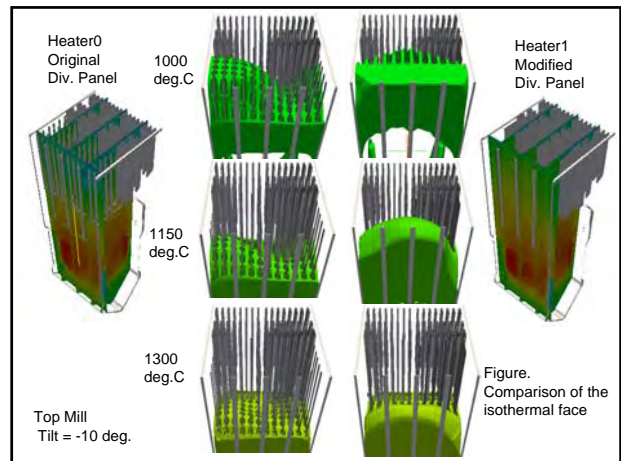 Heater0
Original
Div. Panel
1000
deg.C
Heater1
Modified
Div. Panel
1150
deg.C
1300
deg.C
Figure.
Comparison of the
isothermal face
Top Mill
Tilt = -10 deg.